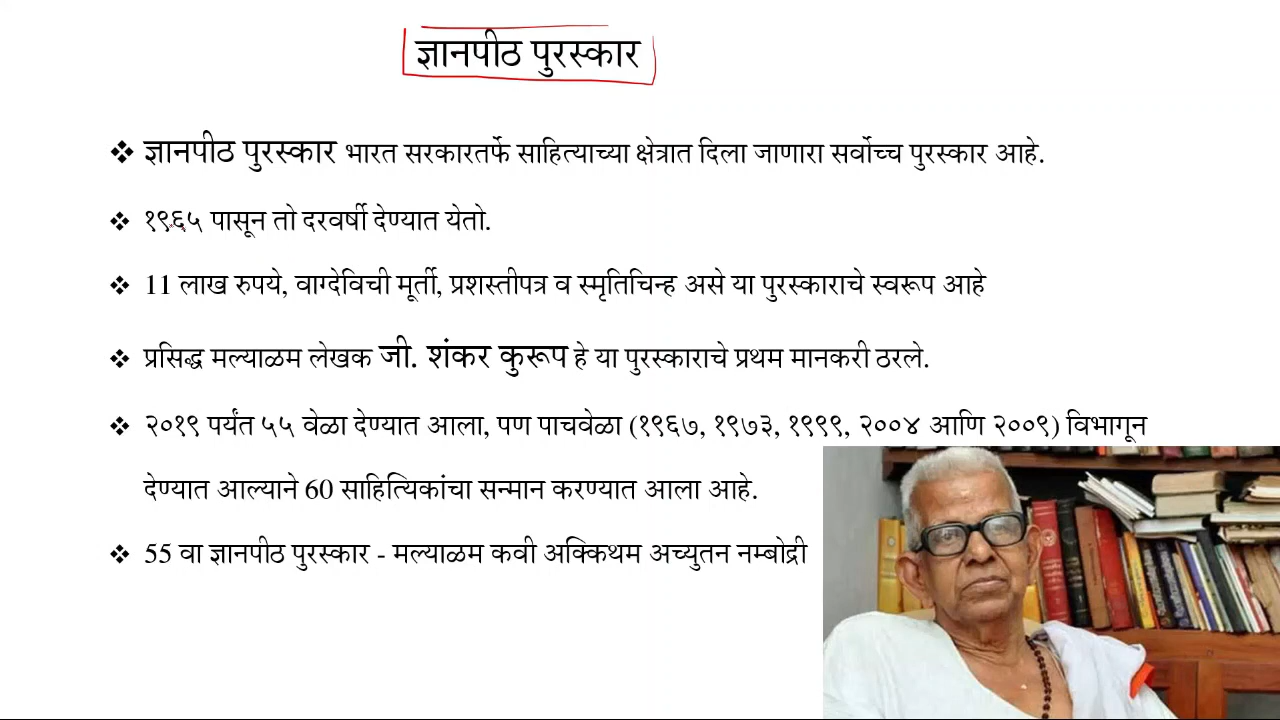 ज्ञानपीठ पुरस्कार
❖ ज्ञानपीठ पुरस्कार भारत सरकारतर्फे साहित्याच्या क्षेत्रात दिला जाणारा सर्वोच्च पुरस्कार आहे.
❖ १९६५ पासून तो दरवर्षी देण्यात येतो.
❖ 11 लाख रुपये, वाग्देविची मूर्ती, प्रशस्तीपत्र व स्मृतिचिन्ह असे या पुरस्काराचे स्वरूप आहे
❖ प्रसिद्ध मल्याळम लेखक जी. शंकर कुरूप हे या पुरस्काराचे प्रथम मानकरी ठरले.
❖ २०१९ पर्यंत ५५ वेळा देण्यात आला, पण पाचवेळा (१९६७, १९७३, १९९९, २००४ आणि २००९) विभागून
देण्यात आल्याने 60 साहित्यिकांचा सन्मान करण्यात आला आहे.
❖ 55 वा ज्ञानपीठ पुरस्कार - मल्याळम कवी अक्किथम अच्युतन नम्बोद्री